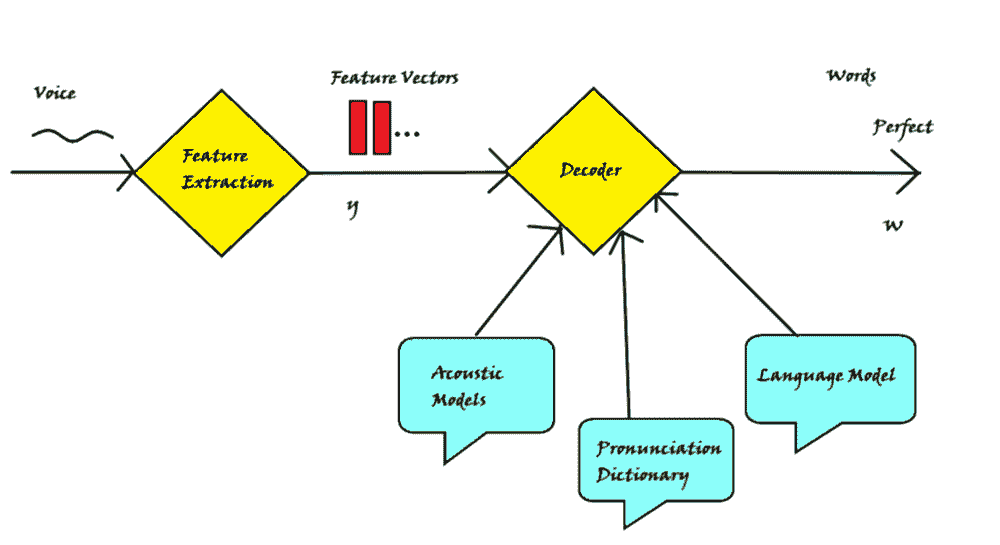 Voice
Feature Vectors
Words
Perfect
Feature
Extraction
Decoder
y
w
Acoustic
Models
Language Model
Pronunciation
Dictionary